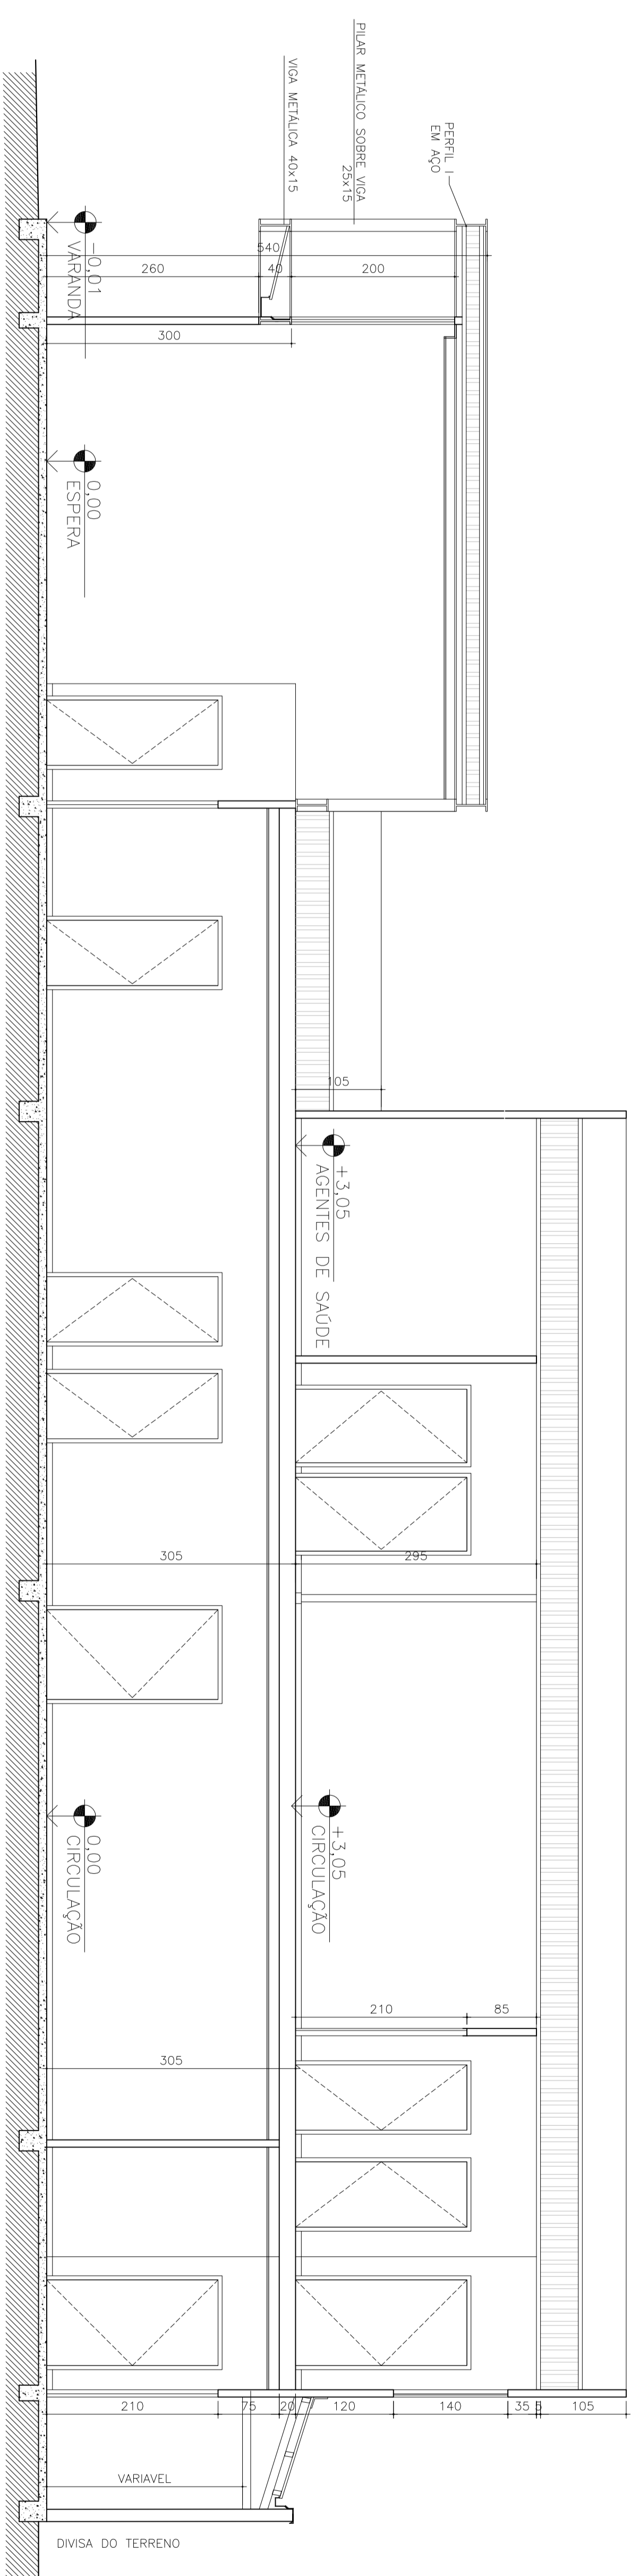 PERFIL I
EM AÇO
PILAR METÁLICO SOBRE VIGA
25x15
VIGA METÁLICA 40x15
540
260
40
200
-0,01
VARANDA
300
0,00
ESPERA
105
+3,05
AGENTES DE SAÚDE
305
295
+3,05
CIRCULAÇÃO
0,00
CIRCULAÇÃO
210
85
305
210
75
20
120
140
35
5
105
VARIAVEL
DIVISA DO TERRENO